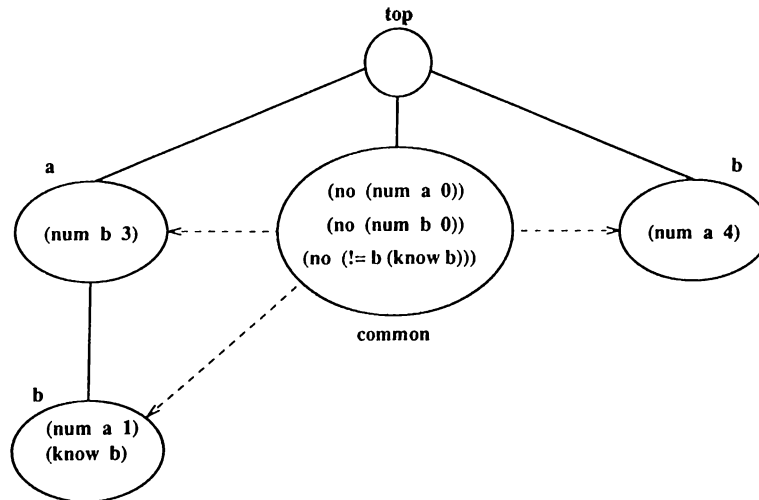 top
a
b
(no (num a 0))
(num b 3)
(no (num b 0))
(num a 4)
(no (!= b (know b)))
common
b
(num a 1)
(know b)